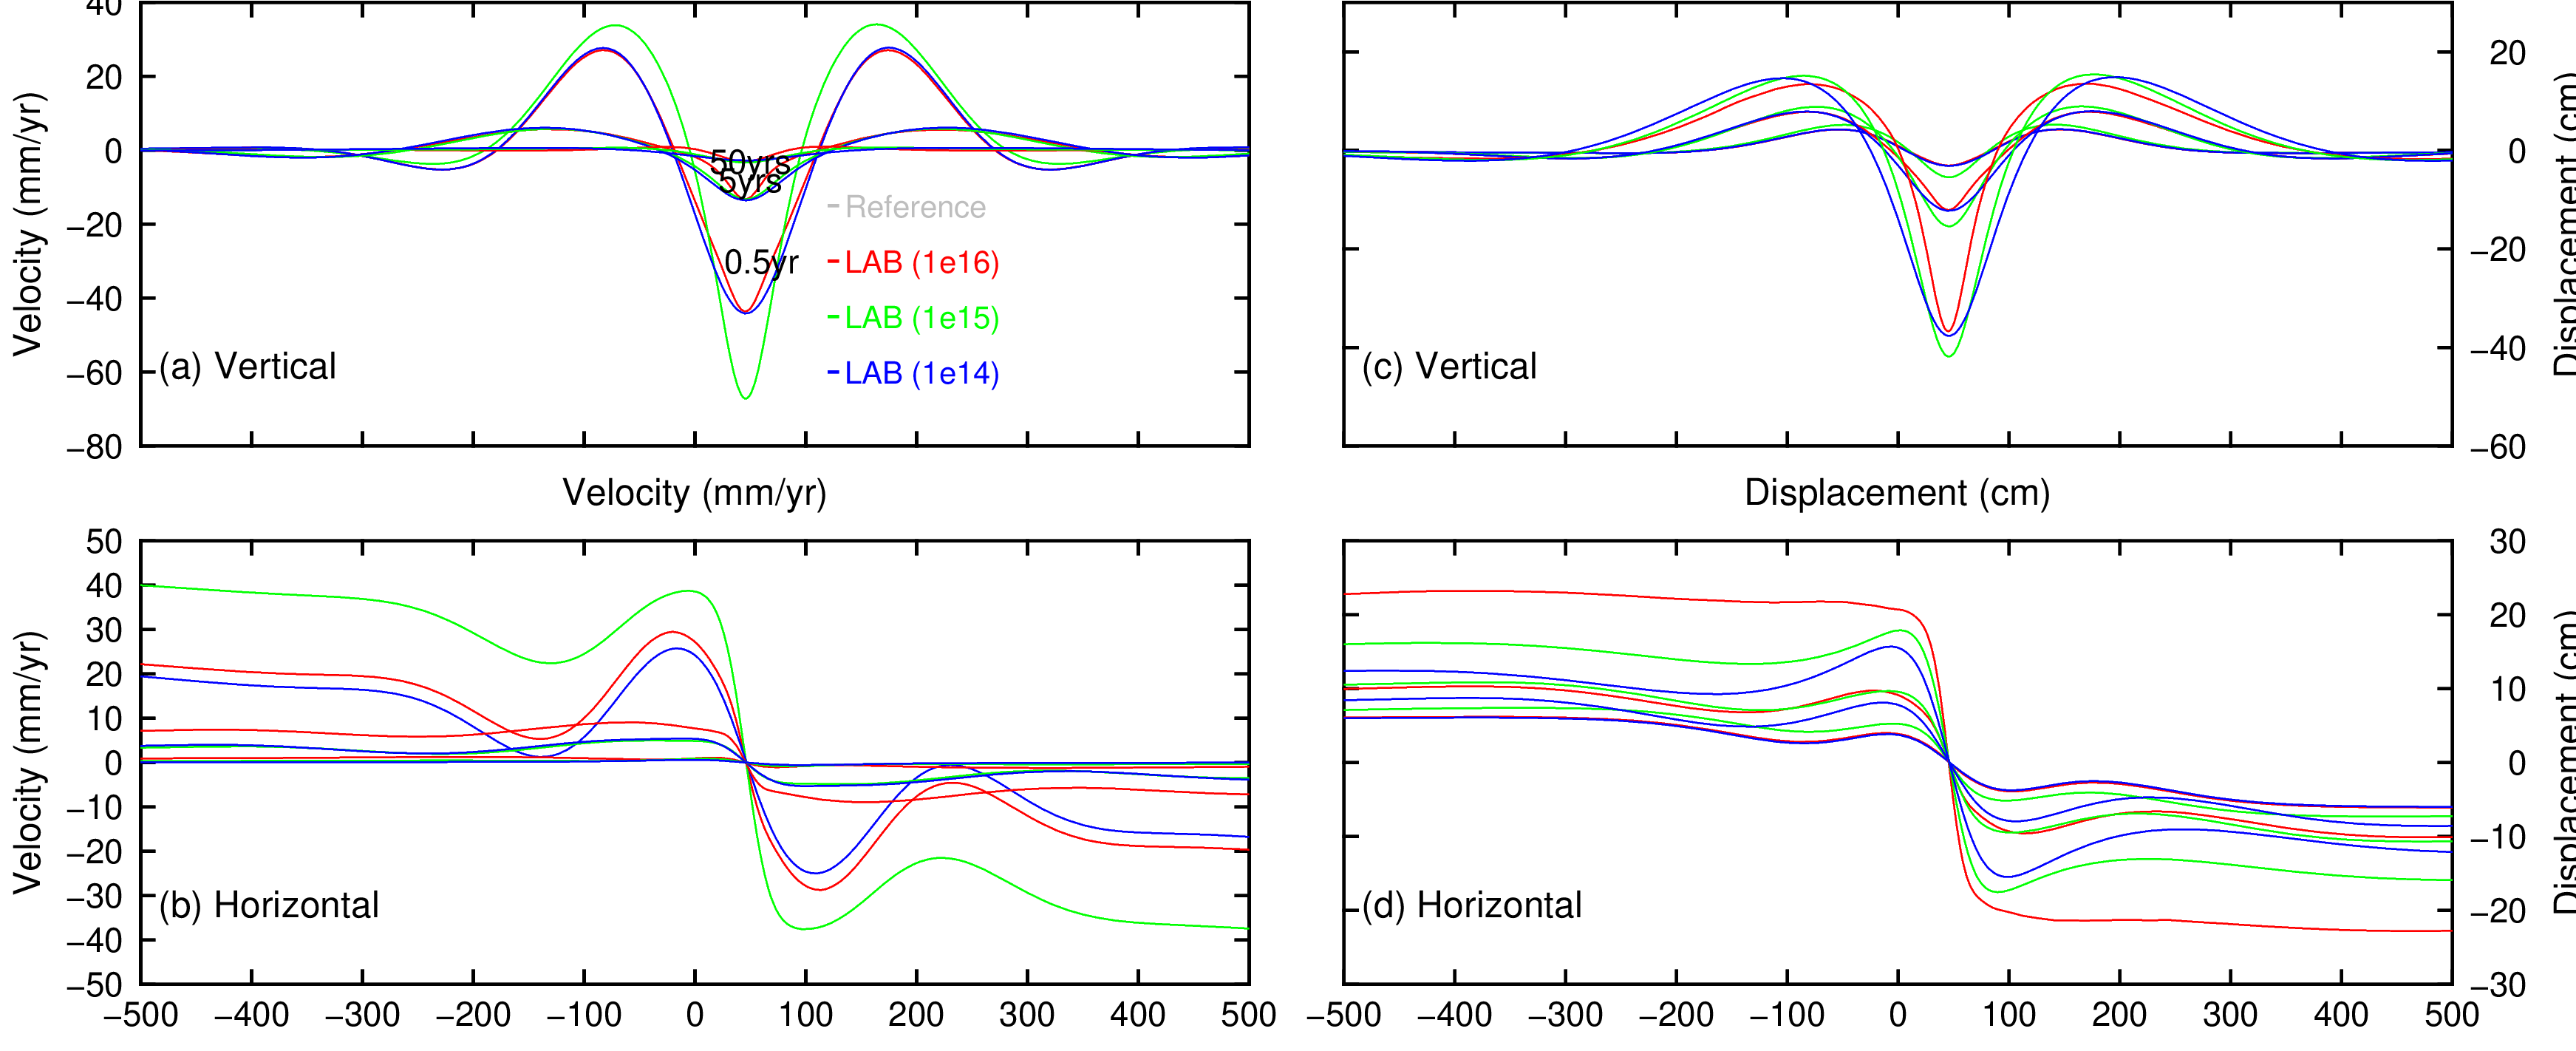 40
20
0
−20
−40
−60
−80
Velocity (mm/yr)
50yrs
5yrs
0.5yr
Reference
LAB (1e16)
LAB (1e15)
LAB (1e14)
(a) Vertical
Velocity (mm/yr)
20
0
−20
−40
−60
Displacement (cm)
(c) Vertical
Displacement (cm)
50
40
30
20
10
0
−10
−20
−30
−40
−50
Velocity (mm/yr)
(b) Horizontal
−500 −400 −300 −200 −100 0 100 200 300 400 500
30
20
10
0
−10
−20
−30
Displacement (cm)
(d) Horizontal
−500 −400 −300 −200 −100 0 100 200 300 400 500